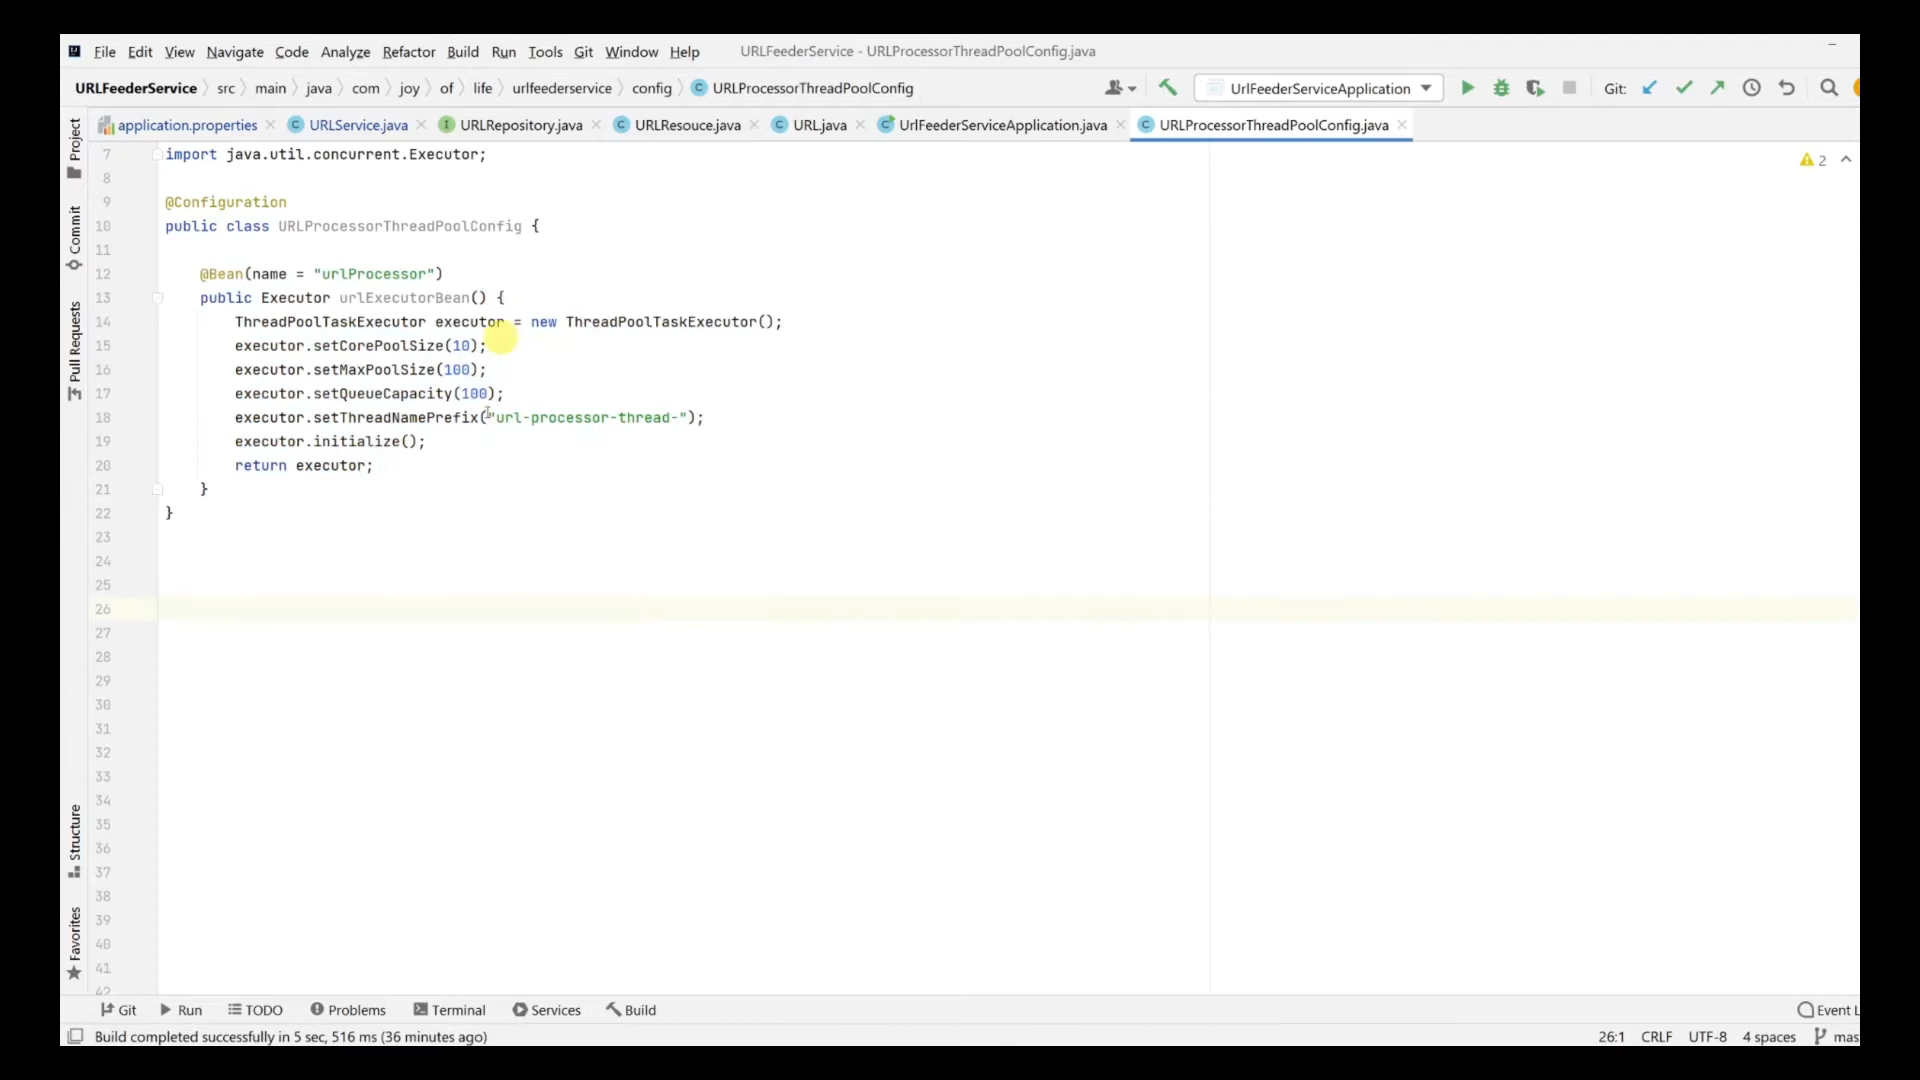 File Edit View Navigate Code Analyze Refactor Build Run Tools Git Window Help URLFeederService - URLProcessorThreadPoolConfig.java
URLFeederService src main java com joy of life urlfeederservice config URLProcessorThreadPoolConfig UrlFeederServiceApplication Git:
application.properties URLService.java URLRepository.java URLResouce.java URL.java UrlFeederServiceApplication.java URLProcessorThreadPoolConfig.java
Project
Commit
Pull Requests
Structure
Favorites
2
7 import java.util.concurrent.Executor;
8
9 @Configuration
10 public class URLProcessorThreadPoolConfig {
11
12 @Bean(name = "urlProcessor")
13 public Executor urlExecutorBean() {
14 ThreadPoolTaskExecutor executor = new ThreadPoolTaskExecutor();
15 executor.setCorePoolSize(10);
16 executor.setMaxPoolSize(100);
17 executor.setQueueCapacity(100);
18 executor.setThreadNamePrefix("url-processor-thread-");
19 executor.initialize();
20 return executor;
21 }
22 }
23
24
25
26
27
28
29
30
31
32
33
34
35
36
37
38
39
40
41
42
Git Run TODO Problems Terminal Services Build Event L
Build completed successfully in 5 sec, 516 ms (36 minutes ago) 26:1 CRLF UTF-8 4 spaces mas